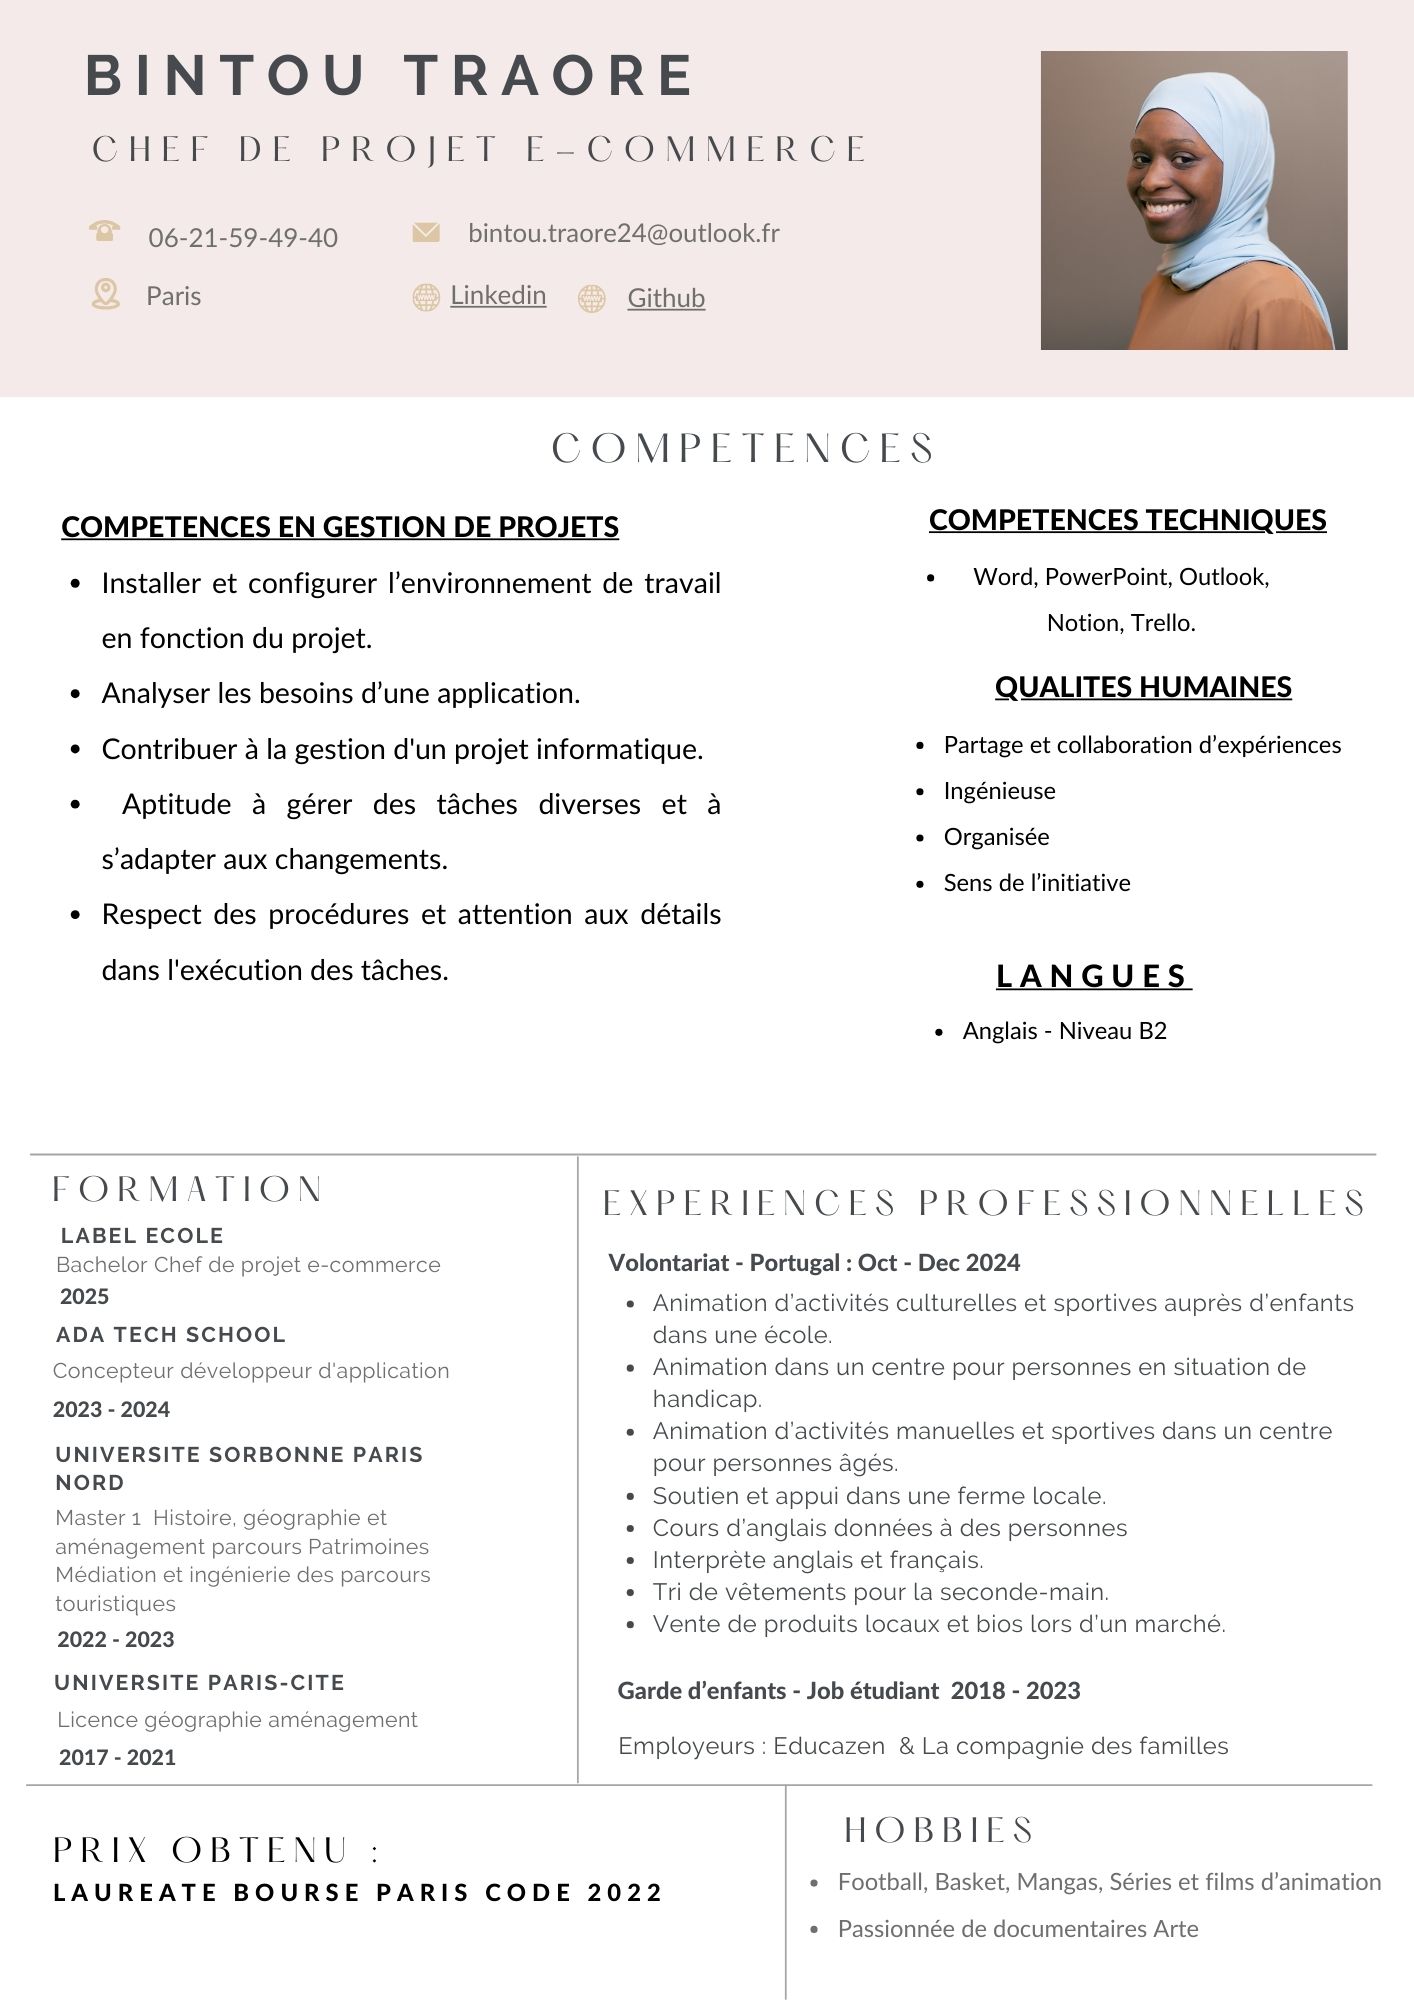 BINTOU TRAORE
CHEF DE PROJET E-COMMERCE
06-21-59-49-40
bintou.traore24@outlook.fr
Paris
Linkedin
Github
COMPETENCES
COMPETENCES EN GESTION DE PROJETS
• Installer et configurer l’environnement de travail
en fonction du projet.
• Analyser les besoins d’une application.
• Contribuer à la gestion d'un projet informatique.
• Aptitude à gérer des tâches diverses et à
s’adapter aux changements.
• Respect des procédures et attention aux détails
dans l'exécution des tâches.
COMPETENCES TECHNIQUES
• Word, PowerPoint, Outlook,
Notion, Trello.
QUALITES HUMAINES
• Partage et collaboration d’expériences
• Ingénieuse
• Organisée
• Sens de l’initiative
LANGUES
• Anglais - Niveau B2
FORMATION
LABEL ECOLE
Bachelor Chef de projet e-commerce
2025
ADA TECH SCHOOL
Concepteur développeur d'application
2023 - 2024
UNIVERSITE SORBONNE PARIS
NORD
Master 1 Histoire, géographie et
aménagement parcours Patrimoines
Médiation et ingénierie des parcours
touristiques
2022 - 2023
UNIVERSITE PARIS-CITE
Licence géographie aménagement
2017 - 2021
EXPERIENCES PROFESSIONNELLES
Volontariat - Portugal : Oct - Dec 2024
• Animation d’activités culturelles et sportives auprès d’enfants
dans une école.
• Animation dans un centre pour personnes en situation de
handicap.
• Animation d’activités manuelles et sportives dans un centre
pour personnes âgés.
• Soutien et appui dans une ferme locale.
• Cours d’anglais données à des personnes
• Interprète anglais et français.
• Tri de vêtements pour la seconde-main.
• Vente de produits locaux et bios lors d’un marché.
Garde d’enfants - Job étudiant 2018 - 2023
Employeurs : Educazen & La compagnie des familles
PRIX OBTENU :
LAUREATE BOURSE PARIS CODE 2022
HOBBIES
• Football, Basket, Mangas, Séries et films d’animation
• Passionnée de documentaires Arte